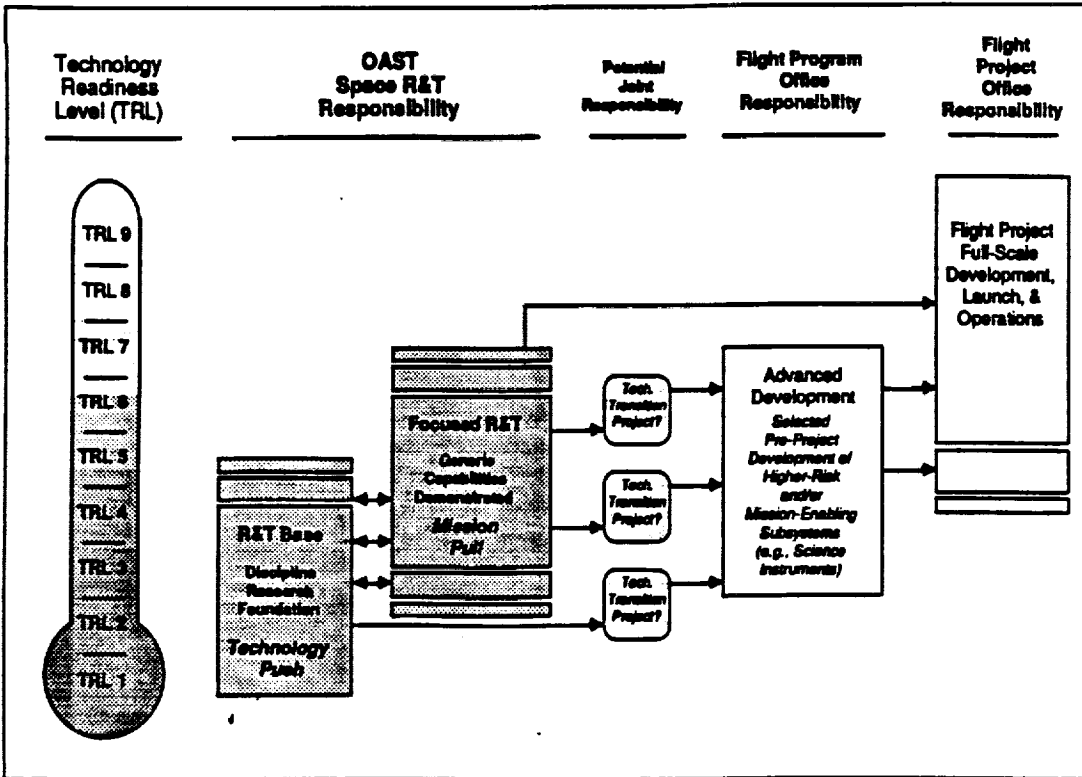 Technology
Readiness
Level (TRL)
OAST
Space R&T
Responsibility
Potential
Joint
Responsibility
Flight Program
Office
Responsibility
Flight
Project
Office
Responsibility
TRL 9
TRL 8
TRL 7
TRL 6
TRL 5
TRL 4
TRL 3
TRL 2
TRL 1
R&T Base
Discipline
Research
Foundation
Technology
Push
Focused R&T
Generic
Capabilities
Demonstrated
Mission
Pull
Tech.
Transition
Project?
Tech.
Transition
Project?
Tech.
Transition
Project?
Advanced
Development
Selected
Pre-Project
Development of
Higher-Risk
and/or
Mission-Enabling
Subsystems
(e.g., Science
Instruments)
Flight Project
Full-Scale
Development,
Launch, &
Operations